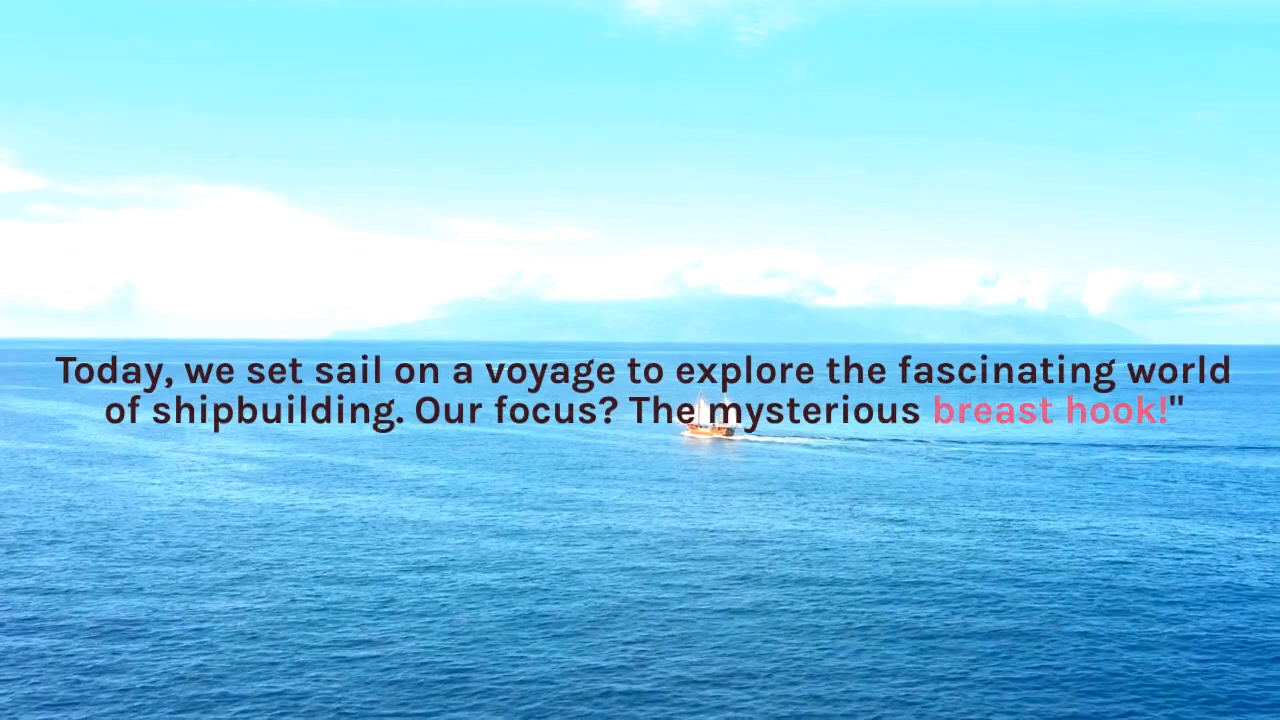 Today, we set sail on a voyage to explore the fascinating world
of shipbuilding. Our focus? The mysterious breast hook!"